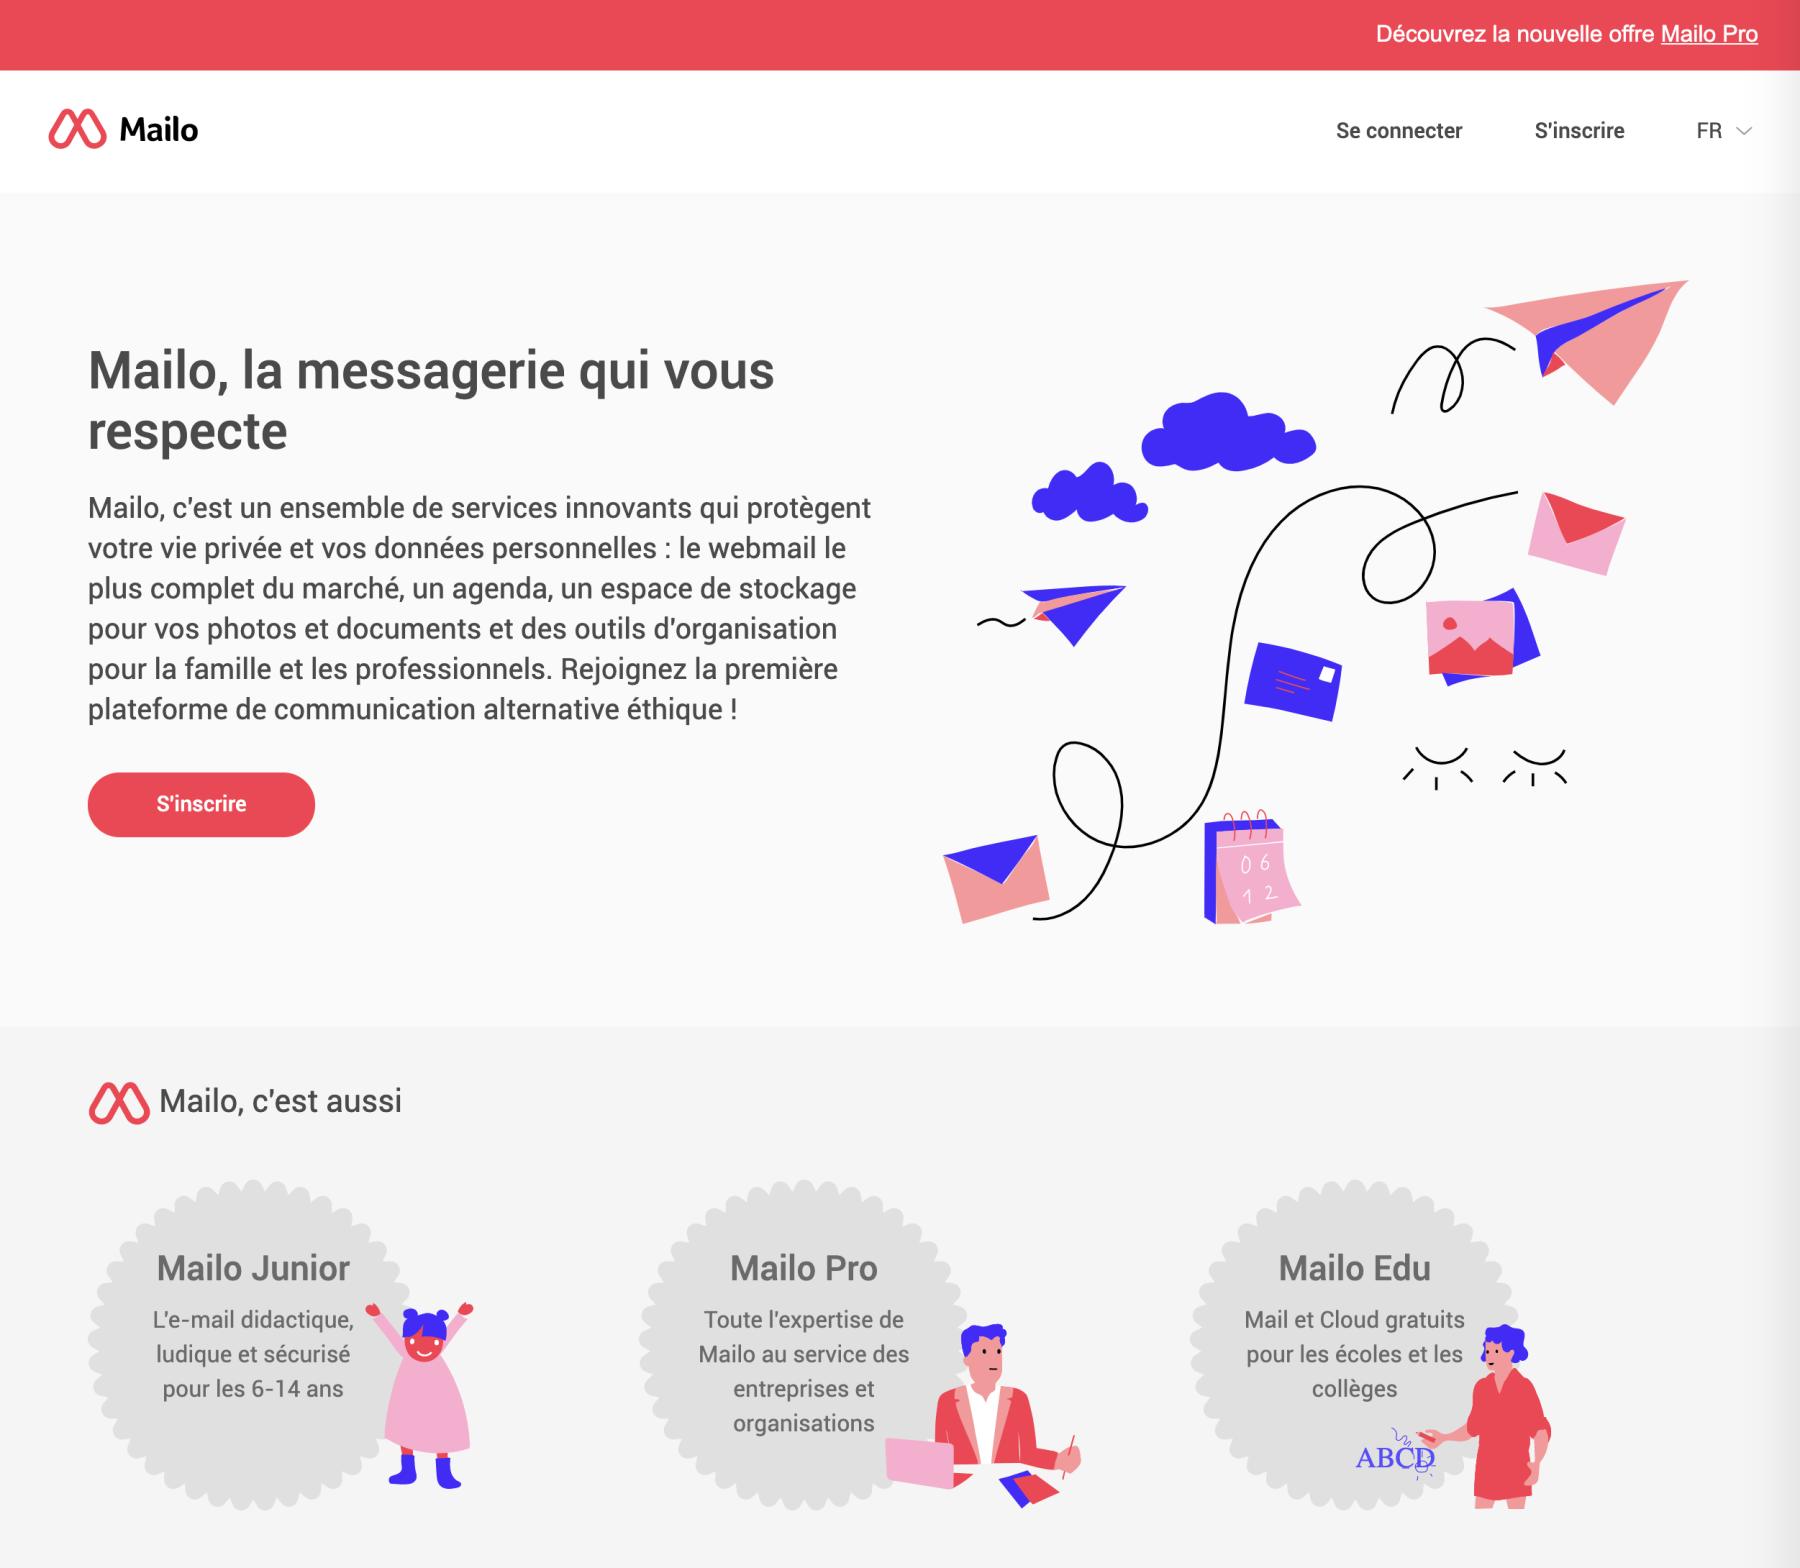 Découvrez la nouvelle offre Mailo Pro
Mailo
Se connecter
S'inscrire
FR
Mailo, la messagerie qui vous
respecte
Mailo, c'est un ensemble de services innovants qui protègent
votre vie privée et vos données personnelles : le webmail le
plus complet du marché, un agenda, un espace de stockage
pour vos photos et documents et des outils d'organisation
pour la famille et les professionnels. Rejoignez la première
plateforme de communication alternative éthique !
S'inscrire
06
12
Mailo, c'est aussi
Mailo Junior
L'e-mail didactique,
ludique et sécurisé
pour les 6-14 ans
Mailo Pro
Toute l'expertise de
Mailo au service des
entreprises et
organisations
Mailo Edu
Mail et Cloud gratuits
pour les écoles et les
collèges
ABCD